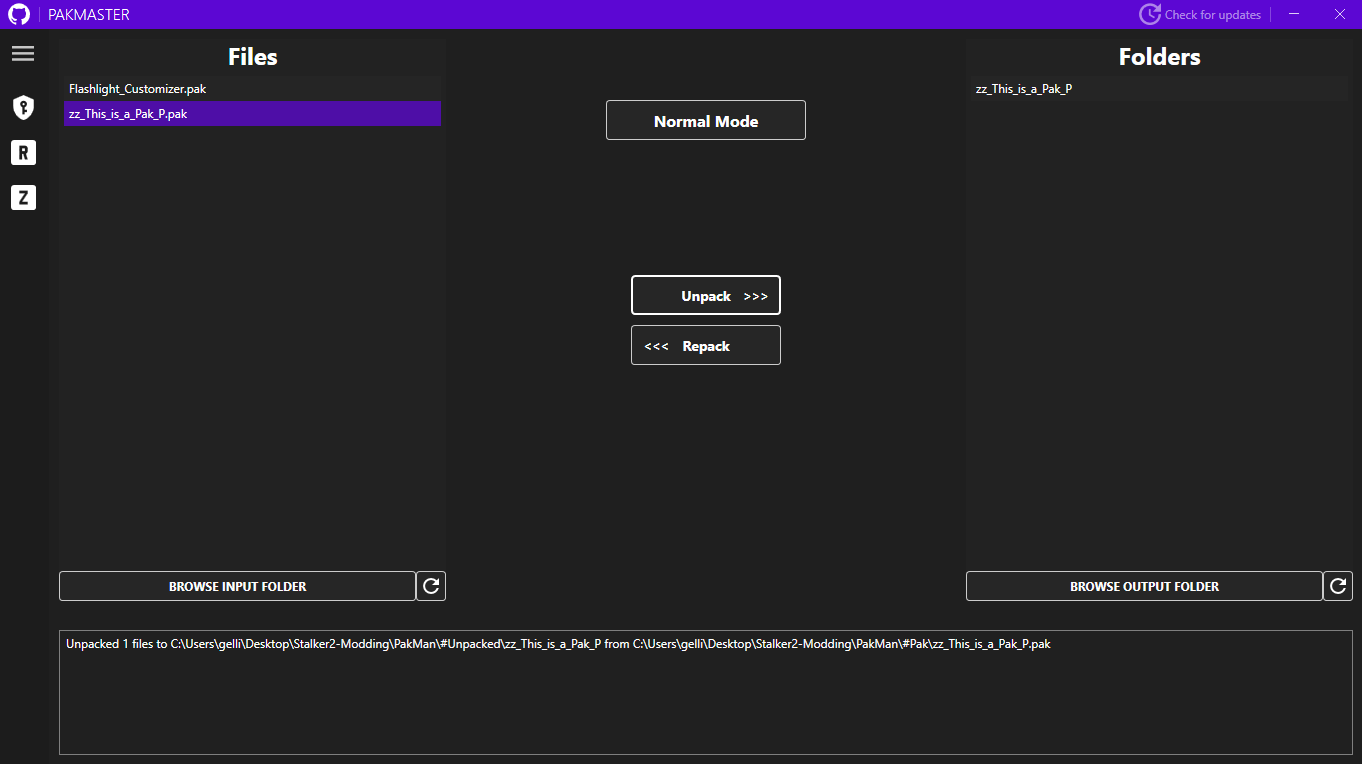 PAKMASTER
Check for updates
R
Z
Files
Flashlight_Customizer.pak
zz_This_is_a_Pak_P.pak
BROWSE INPUT FOLDER
Normal Mode
Unpack >>>
<<< Repack
Folders
zz_This_is_a_Pak_P
BROWSE OUTPUT FOLDER
Unpacked 1 files to C:\Users\gelli\Desktop\Stalker2-Modding\PakMan\#Unpacked\zz_This_is_a_Pak_P from C:\Users\gelli\Desktop\Stalker2-Modding\PakMan\#Pak\zz_This_is_a_Pak_P.pak